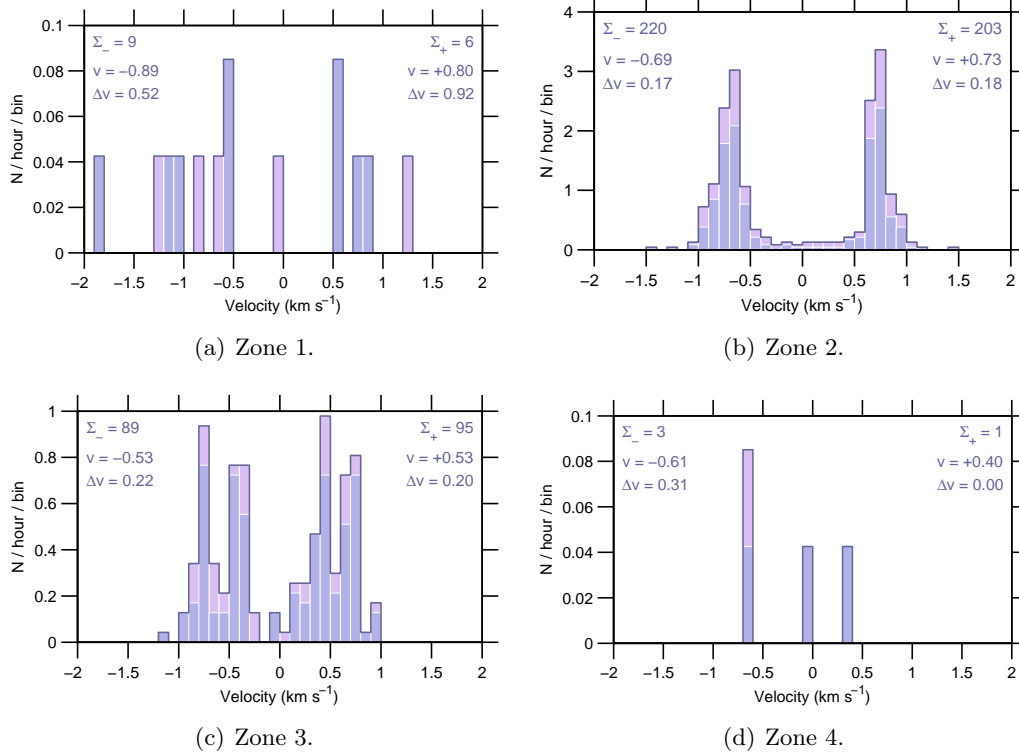 0.1
0.08
0.06
0.04
0.02
0
N / hour / bin
Σ_ = 9
v = −0.89
Δv = 0.52
Σ+ = 6
v = +0.80
Δv = 0.92
−2 −1.5 −1 −0.5 0 0.5 1 1.5 2
Velocity (km s⁻¹)
(a) Zone 1.
4
3
2
1
0
N / hour / bin
Σ_ = 220
v = −0.69
Δv = 0.17
Σ+ = 203
v = +0.73
Δv = 0.18
−2 −1.5 −1 −0.5 0 0.5 1 1.5 2
Velocity (km s⁻¹)
(b) Zone 2.
1
0.8
0.6
0.4
0.2
0
N / hour / bin
Σ_ = 89
v = −0.53
Δv = 0.22
Σ+ = 95
v = +0.53
Δv = 0.20
−2 −1.5 −1 −0.5 0 0.5 1 1.5 2
Velocity (km s⁻¹)
(c) Zone 3.
0.1
0.08
0.06
0.04
0.02
0
N / hour / bin
Σ_ = 3
v = −0.61
Δv = 0.31
Σ+ = 1
v = +0.40
Δv = 0.00
−2 −1.5 −1 −0.5 0 0.5 1 1.5 2
Velocity (km s⁻¹)
(d) Zone 4.